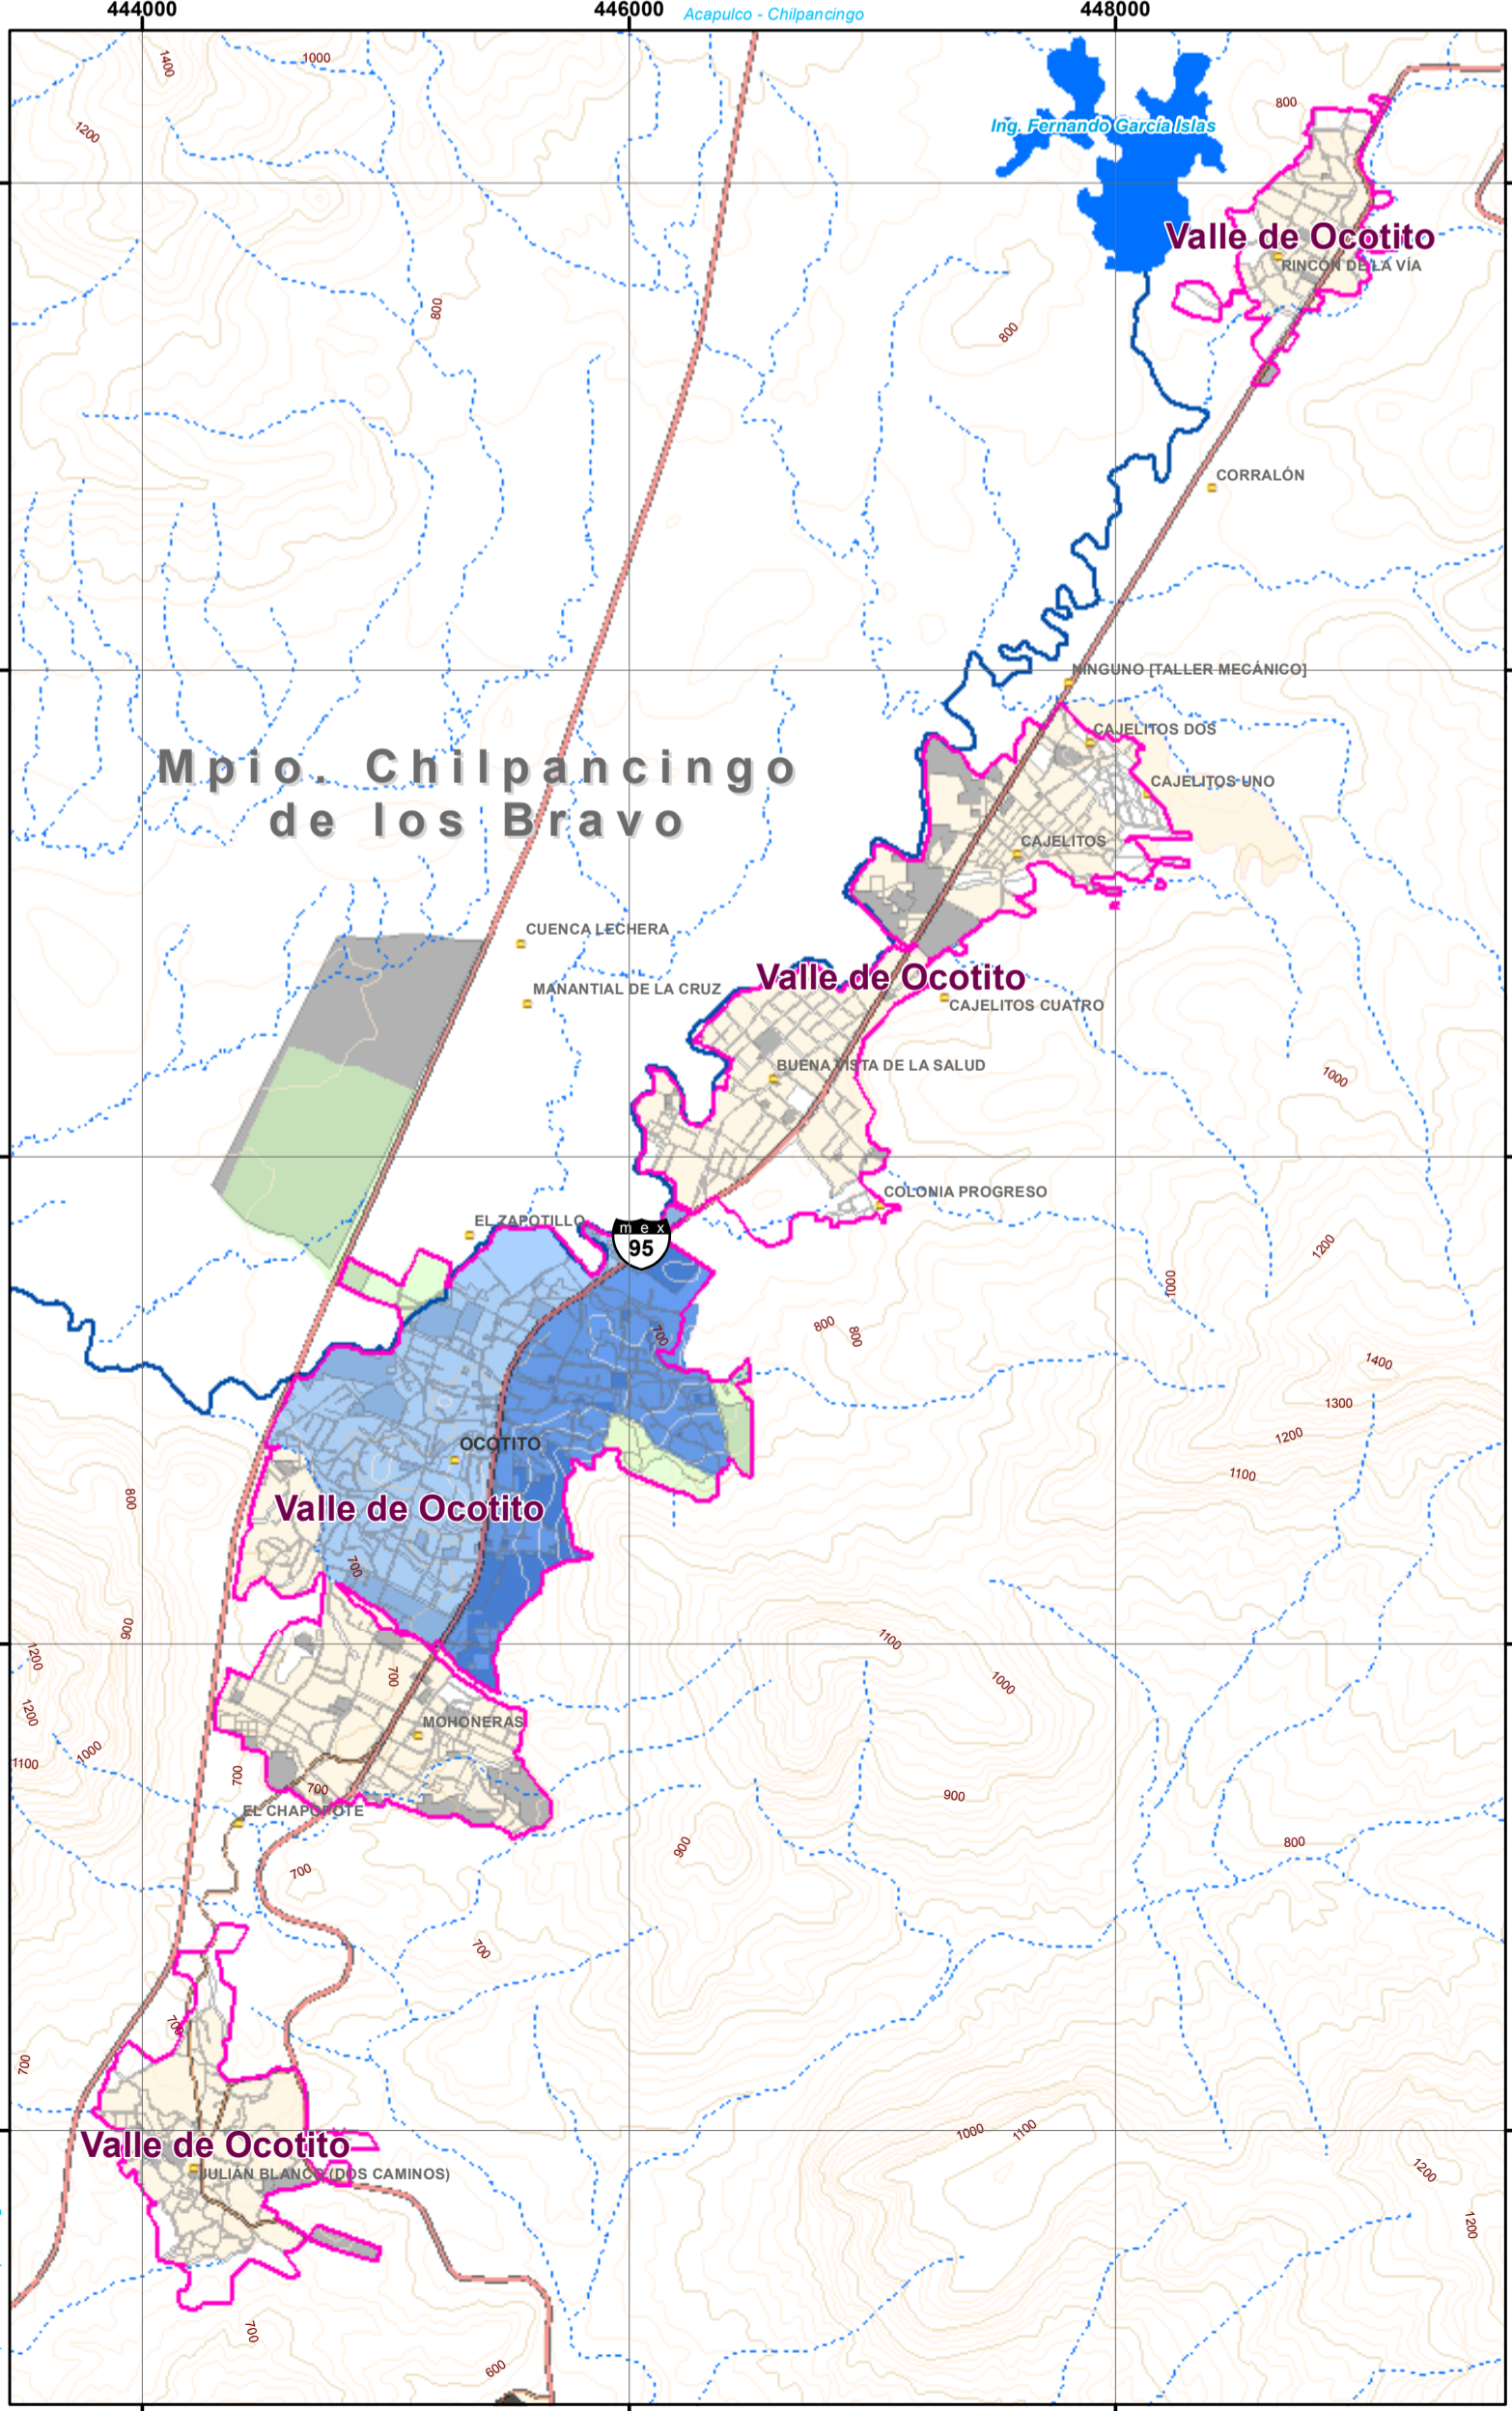 444000
446000
448000
Acapulco - Chilpancingo
1400
1000
1200
800
Ing. Fernando García Islas
Valle de Ocotito
RINCÓN DE LA VÍA
800
800
CORRALÓN
NINGUNO [TALLER MECÁNICO]
CAJELITOS DOS
Mpio. Chilpancingo
de los Bravo
CAJELITOS UNO
CAJELITOS
CUENCA LECHERA
Valle de Ocotito
MANANTIAL DE LA CRUZ
CAJELITOS CUATRO
BUENA VISTA DE LA SALUD
1000
COLONIA PROGRESO
EL ZAPOTILLO
mex
95
1200
1000
700
800
800
1400
1300
1200
1100
OCOTITO
800
Valle de Ocotito
700
900
1200
1100
700
1000
1200
MOHONERAS
1000
1100
700
700
900
EL CHAPOPOTE
900
800
700
700
700
700
1000
1100
Valle de Ocotito
JULIÁN BLANCO (DOS CAMINOS)
1200
1200
700
600